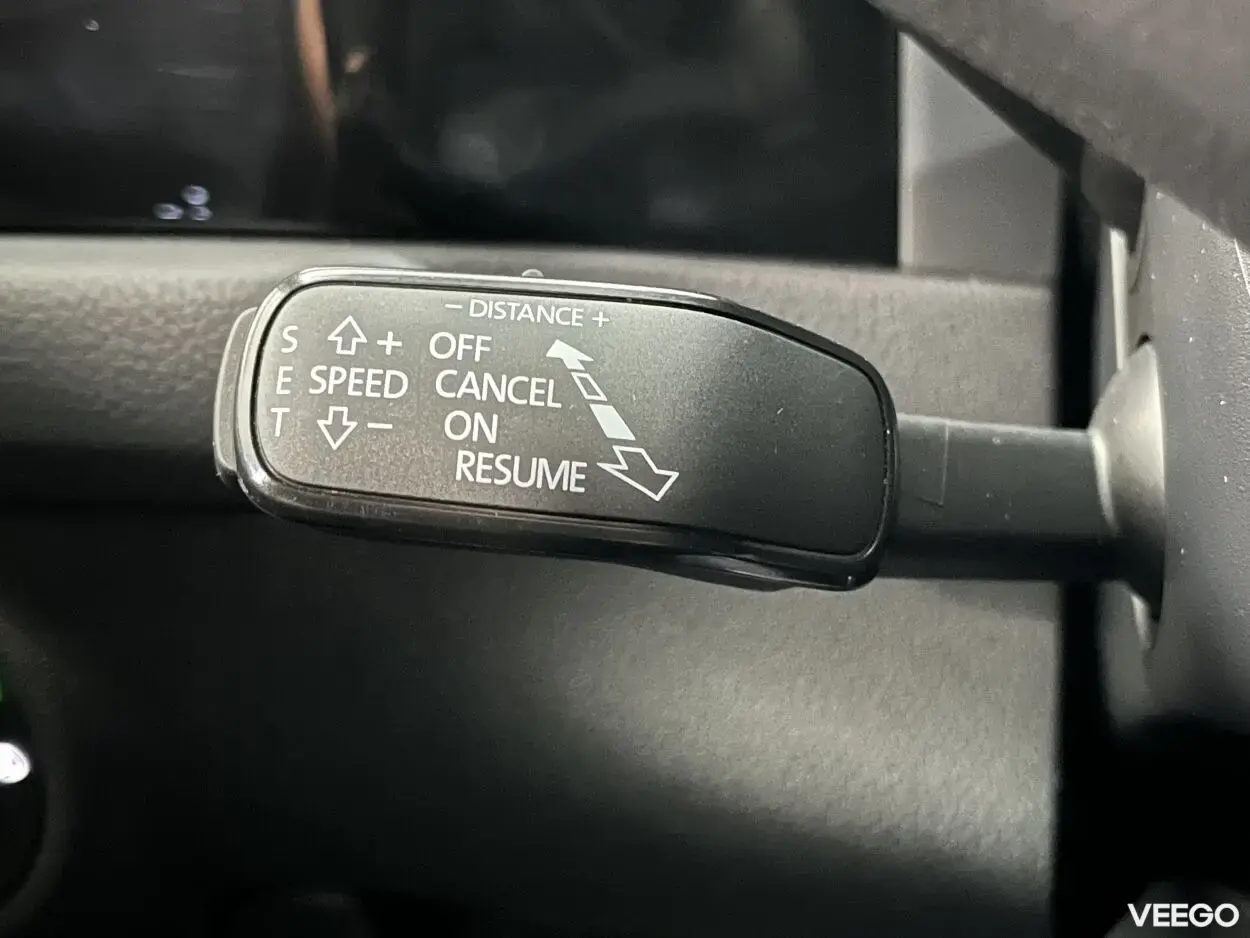 − DISTANCE +
S + OFF
E SPEED CANCEL
T − ON
RESUME
VEEGO